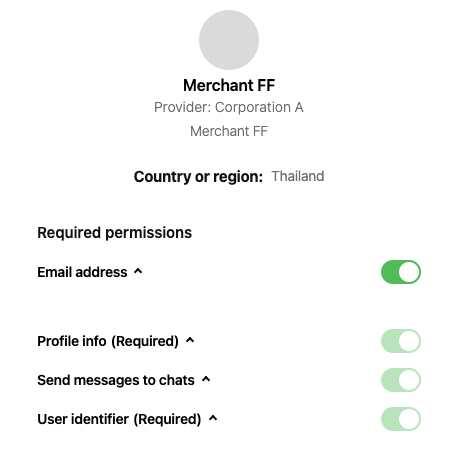 Merchant FF
Provider: Corporation A
Merchant FF
Country or region: Thailand
Required permissions
Email address
Profile info (Required)
Send messages to chats
User identifier (Required)